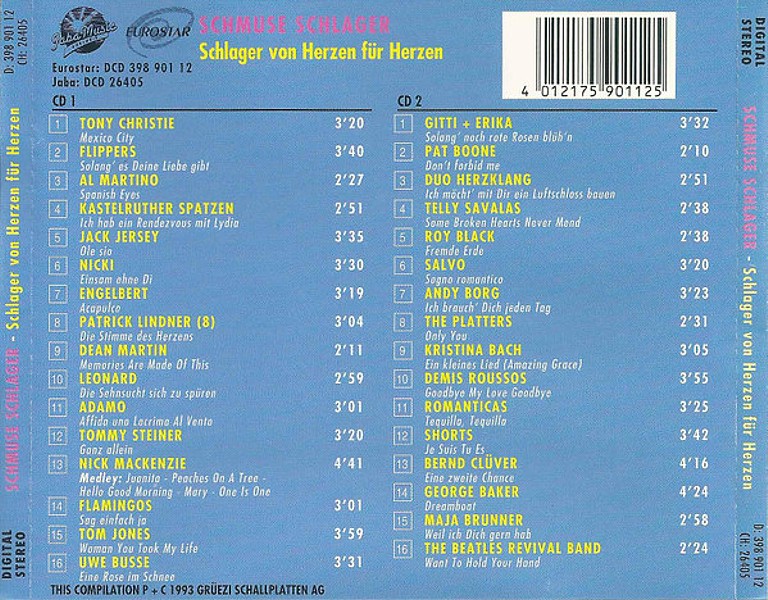 D: 398 901 12
CH: 26405
SCHMUSE SCHLAGER - Schlager von Herzen für Herzen
DIGITAL
STEREO
Jaba Music
EUROSTAR
SCHMUSE SCHLAGER
Schlager von Herzen für Herzen
Eurostar: DCD 398 901 12
Jaba: DCD 26405
4 012175 901125
CD 1
1 TONY CHRISTIE 3'20
Mexico City
2 FLIPPERS 3'40
Solang' es Deine Liebe gibt
3 AL MARTINO 2'27
Spanish Eyes
4 KASTELRUTHER SPATZEN 2'51
Ich hab ein Rendezvous mit Lydia
5 JACK JERSEY 3'35
Ole sio
6 NICKI 3'30
Einsam ohne Di
7 ENGELBERT 3'19
Acapulco
8 PATRICK LINDNER (8) 3'04
Die Stimme des Herzens
9 DEAN MARTIN 2'11
Memories Are Made Of This
10 LEONARD 2'59
Die Sehnsucht sich zu spüren
11 ADAMO 3'01
Affida una Lacrima Al Vento
12 TOMMY STEINER 3'20
Ganz allein
13 NICK MACKENZIE 4'41
Medley: Juanita - Peaches On A Tree -
Hello Good Morning - Mary - One Is One
14 FLAMINGOS 3'01
Sag einfach ja
15 TOM JONES 3'59
Woman You Took My Life
16 UWE BUSSE 3'31
Eine Rose im Schnee
THIS COMPILATION P + C 1993 GRÜEZI SCHALLPLATTEN AG
CD 2
1 GITTI + ERIKA 3'32
Solang' noch rote Rosen blüh'n
2 PAT BOONE 2'10
Don't forbid me
3 DUO HERZKLANG 2'51
Ich möcht' mit Dir ein Luftschloss bauen
4 TELLY SAVALAS 2'38
Some Broken Hearts Never Mend
5 ROY BLACK 2'38
Fremde Erde
6 SALVO 3'20
Sogno romantico
7 ANDY BORG 3'23
Ich brauch' Dich jeden Tag
8 THE PLATTERS 2'31
Only You
9 KRISTINA BACH 3'05
Ein kleines Lied (Amazing Grace)
10 DEMIS ROUSSOS 3'55
Goodbye My Love Goodbye
11 ROMANTICAS 3'25
Tequilla, Tequilla
12 SHORTS 3'42
Je Suis Tu Es
13 BERND CLÜVER 4'16
Eine zweite Chance
14 GEORGE BAKER 4'24
Dreamboat
15 MAJA BRUNNER 2'58
Weil ich Dich gern hab
16 THE BEATLES REVIVAL BAND 2'24
Want To Hold Your Hand
DIGITAL
STEREO
SCHMUSE SCHLAGER - Schlager von Herzen für Herzen
D: 398 901 12
CH: 26405